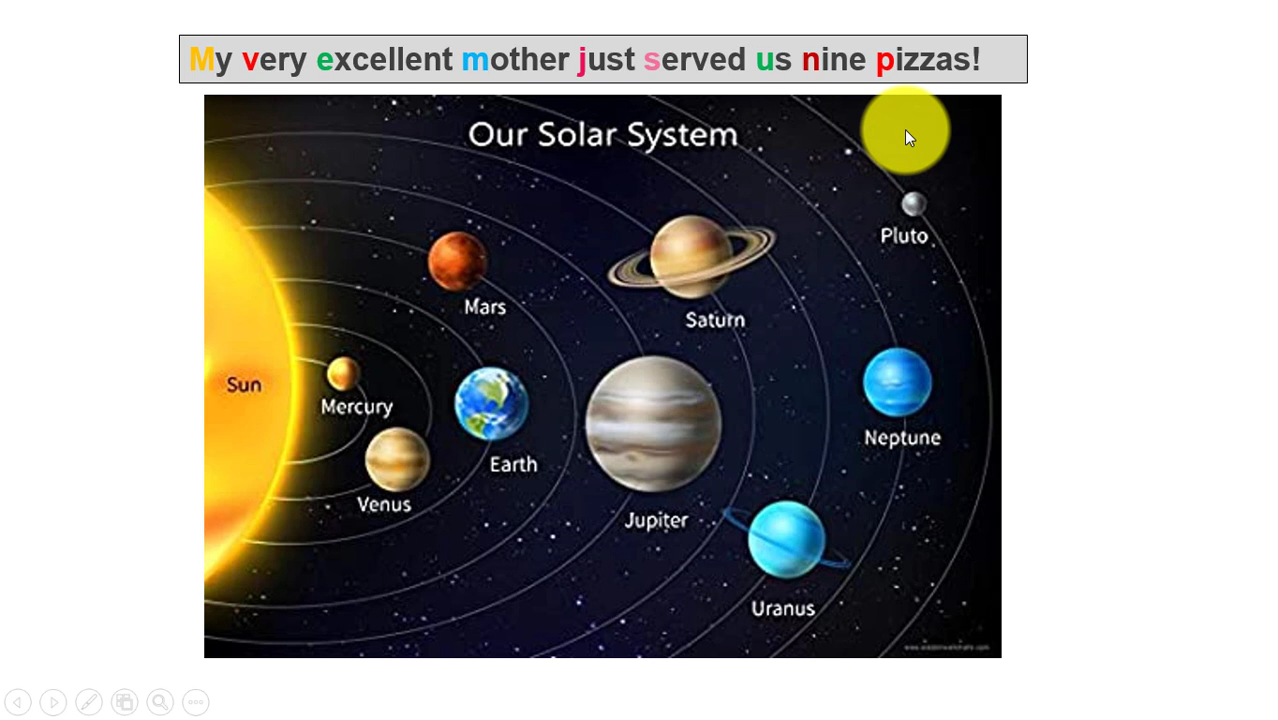 My very excellent mother just served us nine pizzas!
Our Solar System
Pluto
Mars
Saturn
Sun
Mercury
Neptune
Earth
Venus
Jupiter
Uranus